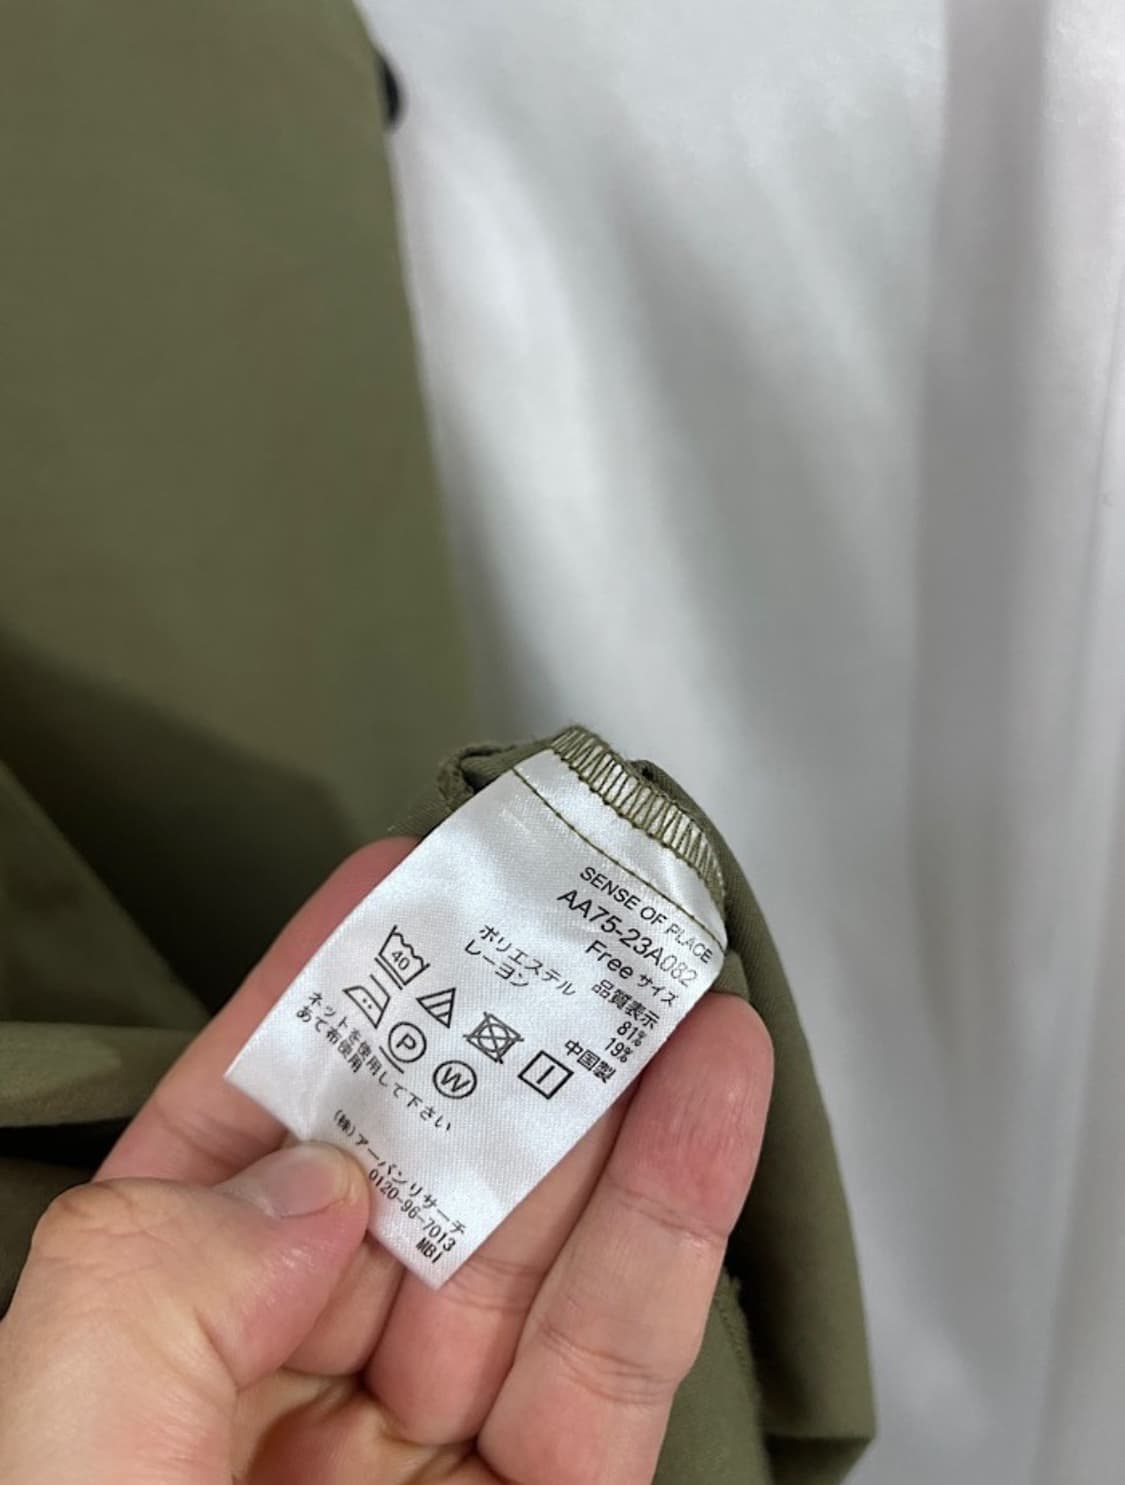 SENSE OF PLACE
AA75-23A082
Free サイズ
品質表示
ポリエステル 81%
レーヨン 19%
中国製
40
P
W
ネットを使用して下さい
あて布使用
(株)アーバンリサーチ
0120-96-7013
MB1